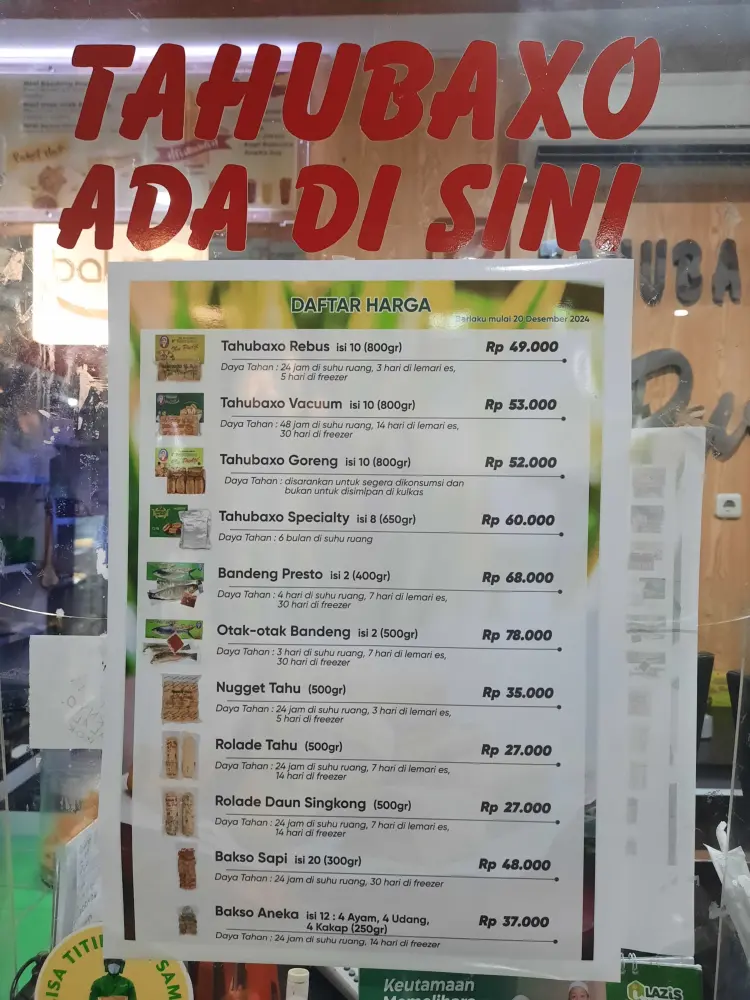 TAHUBAXO
ADA DI SINI
DAFTAR HARGA
Berlaku mulai 20 Desember 2024
Tahubaxo Rebus isi 10 (800gr) Rp 49.000
Daya Tahan : 24 jam di suhu ruang, 3 hari di lemari es,
5 hari di freezer
Tahubaxo Vacuum isi 10 (800gr) Rp 53.000
Daya Tahan : 48 jam di suhu ruang, 14 hari di lemari es,
30 hari di freezer
Tahubaxo Goreng isi 10 (800gr) Rp 52.000
Daya Tahan : disarankan untuk segera dikonsumsi dan
bukan untuk disimipan di kulkas
Tahubaxo Specialty isi 8 (650gr) Rp 60.000
Daya Tahan : 6 bulan di suhu ruang
Bandeng Presto isi 2 (400gr) Rp 68.000
Daya Tahan : 4 hari di suhu ruang, 7 hari di lemari es,
30 hari di freezer
Otak-otak Bandeng isi 2 (500gr) Rp 78.000
Daya Tahan : 3 hari di suhu ruang, 7 hari di lemari es,
30 hari di freezer
Nugget Tahu (500gr) Rp 35.000
Daya Tahan : 24 jam di suhu ruang, 3 hari di lemari es,
5 hari di freezer
Rolade Tahu (500gr) Rp 27.000
Daya Tahan : 24 jam di suhu ruang, 7 hari di lemari es,
14 hari di freezer
Rolade Daun Singkong (500gr) Rp 27.000
Daya Tahan : 24 jam di suhu ruang, 7 hari di lemari es,
14 hari di freezer
Bakso Sapi isi 20 (300gr) Rp 48.000
Daya Tahan : 24 jam di suhu ruang, 30 hari di freezer
Bakso Aneka isi 12 : 4 Ayam, 4 Udang, Rp 37.000
4 Kakap (250gr)
Daya Tahan : 24 jam di suhu ruang, 14 hari di freezer
Keutamaan
LAZiS